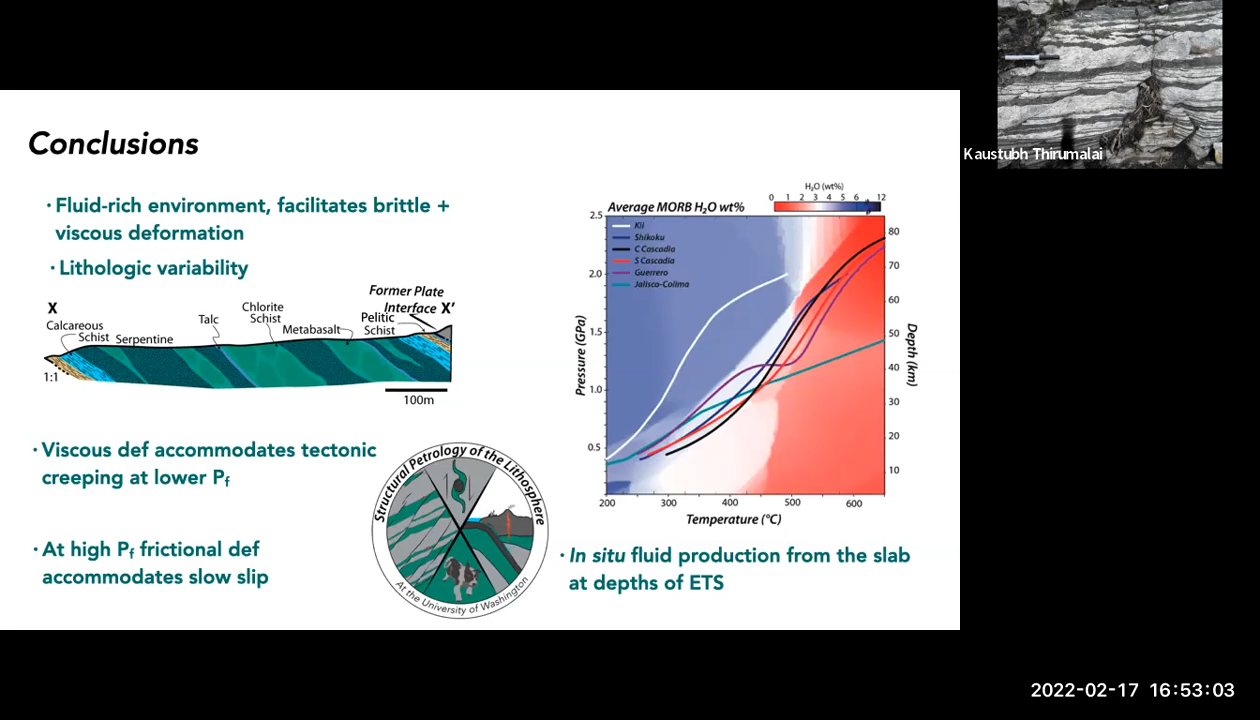 Conclusions
· Fluid-rich environment, facilitates brittle +
viscous deformation
· Lithologic variability
Former Plate
Interface
X
X'
Calcareous
Schist
Serpentine
Talc
Chlorite
Schist
Metabasalt
Pelitic
Schist
1:1
100m
· Viscous def accommodates tectonic
creeping at lower Pf
· At high Pf frictional def
accommodates slow slip
Structural Petrology of the Lithosphere
At the University of Washington
H₂O (wt%)
0 1 2 3 4 5 6 12
Average MORB H₂O wt%
Kii
Shikoku
C Cascadia
S Cascadia
Guerrero
Jalisco-Colima
Pressure (GPa)
2.5
2.0
1.5
1.0
0.5
Depth (km)
80
70
60
50
40
30
20
10
200 300 400 500 600
Temperature (°C)
· In situ fluid production from the slab
at depths of ETS
Kaustubh Thirumalai
2022-02-17 16:53:03